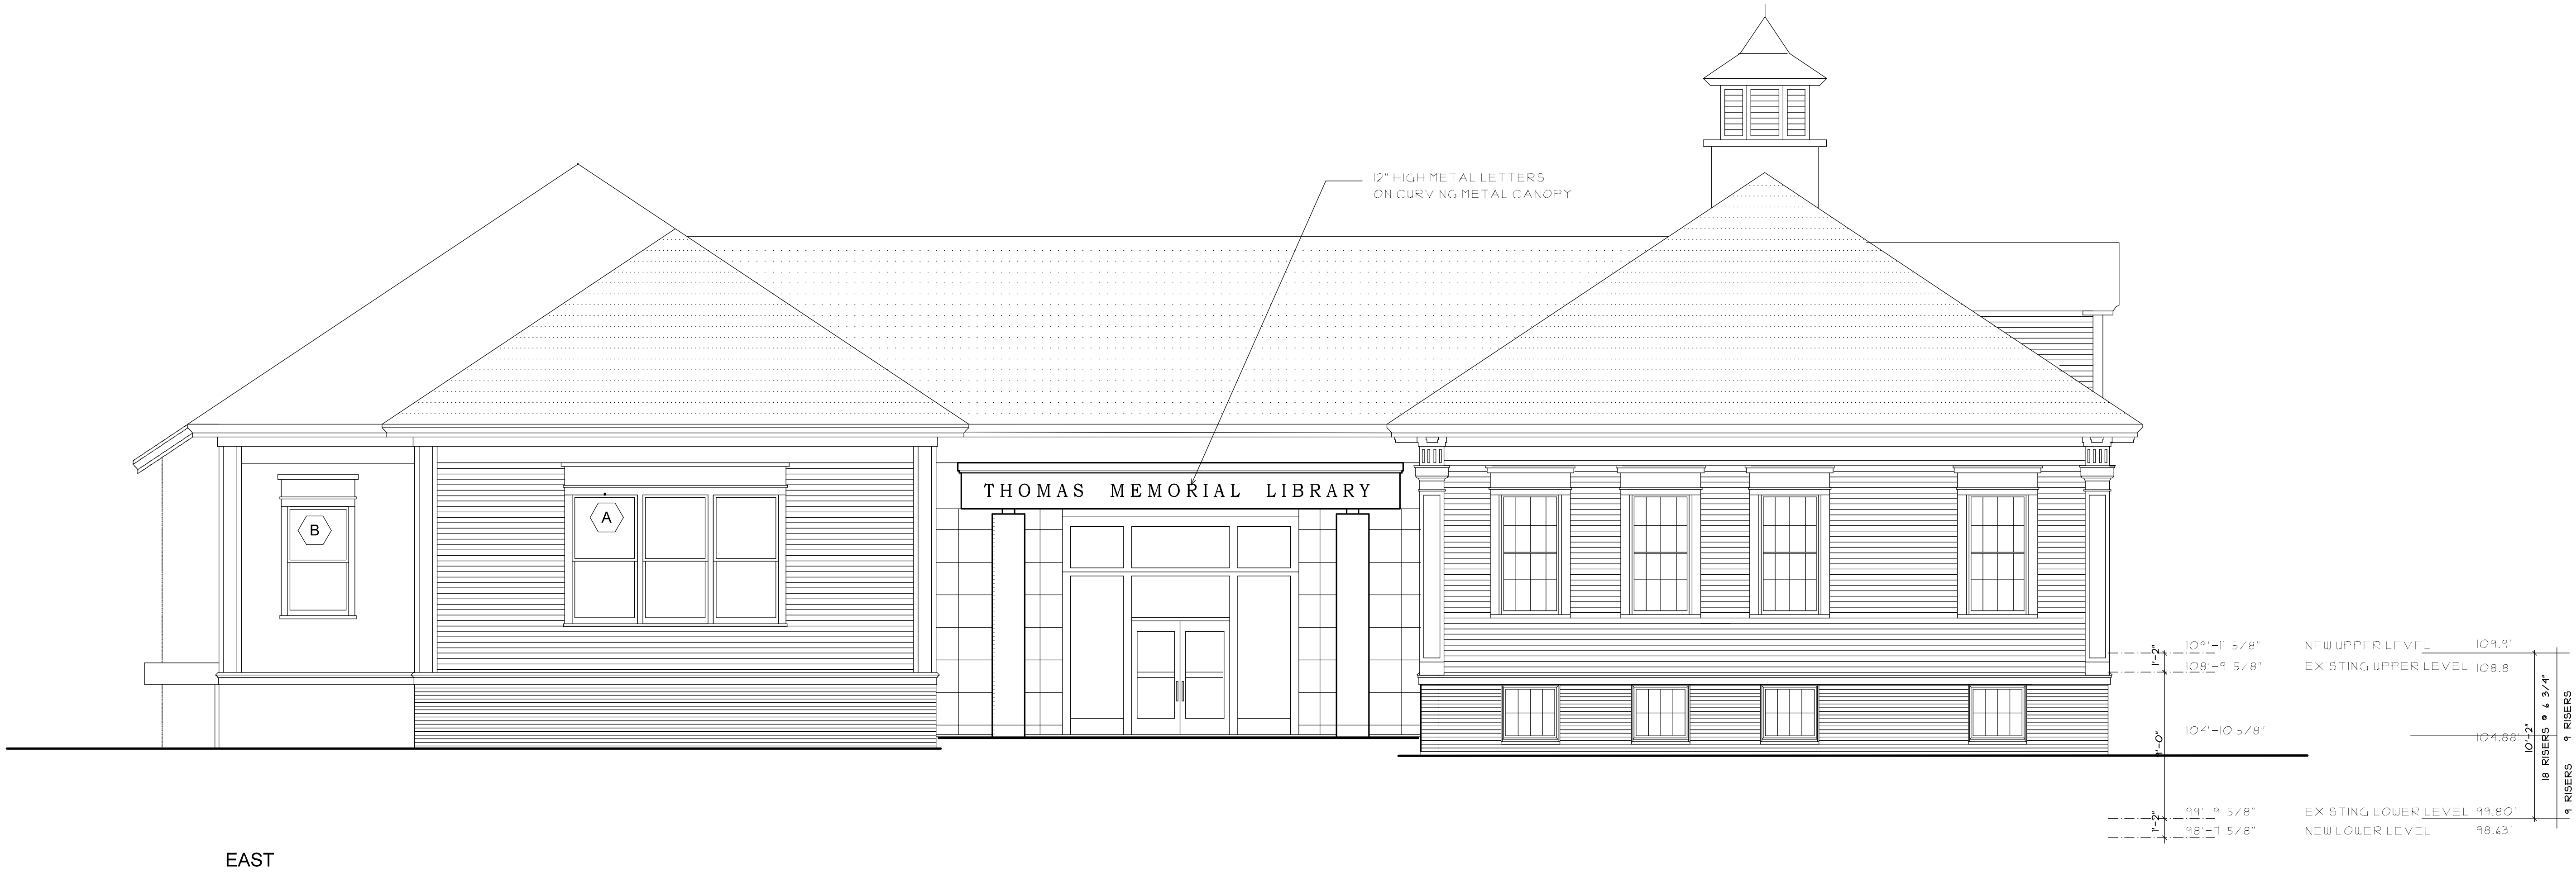 12" HIGH METAL LETTERS
ON CURVING METAL CANOPY
THOMAS MEMORIAL LIBRARY
A
B
109'-11 5/8" NEW UPPER LEVEL 109.9'
1'-2"
108'-9 5/8" EXISTING UPPER LEVEL 108.8
104'-10 5/8" 104.88'
9'-0"
10'-2"
18 RISERS @ 6 3/4"
9 RISERS
9 RISERS
99'-9 5/8" EXISTING LOWER LEVEL 99.80'
1'-2"
98'-7 5/8" NEW LOWER LEVEL 98.63'
EAST